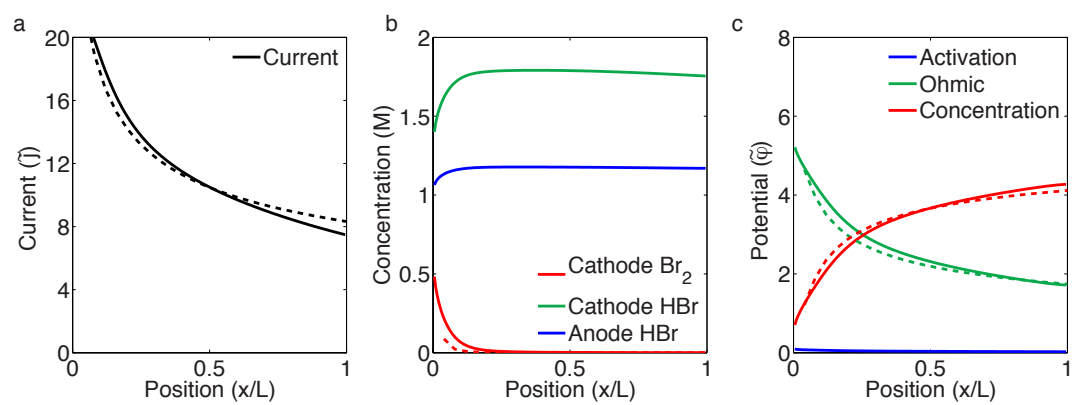 a
Current (j̃)
20
16
12
8
4
0
Current
0
0.5
1
Position (x/L)
b
Concentration (M)
2
1.5
1
0.5
0
Cathode Br₂
Cathode HBr
Anode HBr
0
0.5
1
Position (x/L)
c
Potential (φ̃)
8
6
4
2
0
Activation
Ohmic
Concentration
0
0.5
1
Position (x/L)